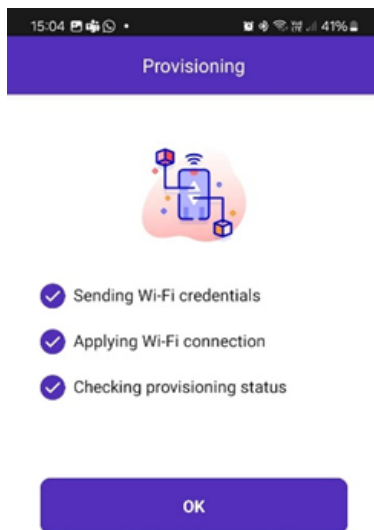 15:04 41%
Provisioning
Sending Wi-Fi credentials
Applying Wi-Fi connection
Checking provisioning status
OK